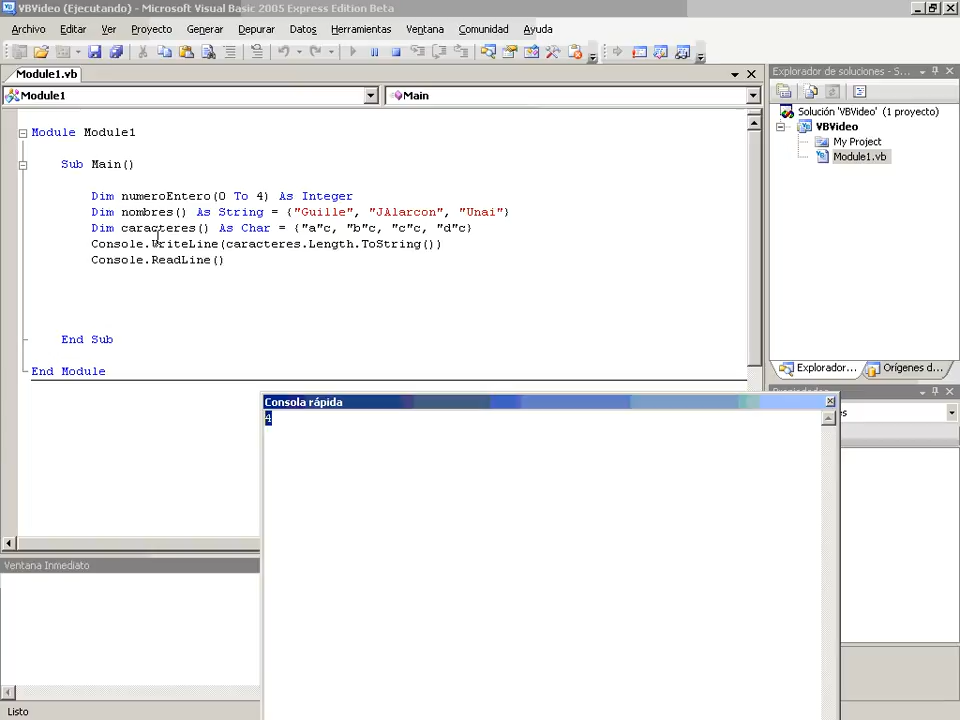 VBVideo (Ejecutando) - Microsoft Visual Basic 2005 Express Edition Beta
Archivo Editar Ver Proyecto Generar Depurar Datos Herramientas Ventana Comunidad Ayuda
Module1.vb
Module1 Main
Module Module1
Sub Main()
Dim numeroEntero(0 To 4) As Integer
Dim nombres() As String = {"Guille", "JAlarcon", "Unai"}
Dim caracteres() As Char = {"a"c, "b"c, "c"c, "d"c}
Console.WriteLine(caracteres.Length.ToString())
Console.ReadLine()
End Sub
End Module
Explorador de soluciones - S...
Solución 'VBVideo' (1 proyecto)
VBVideo
My Project
Module1.vb
Explorador... Orígenes d...
Consola rápida
4
Ventana Inmediato
Listo